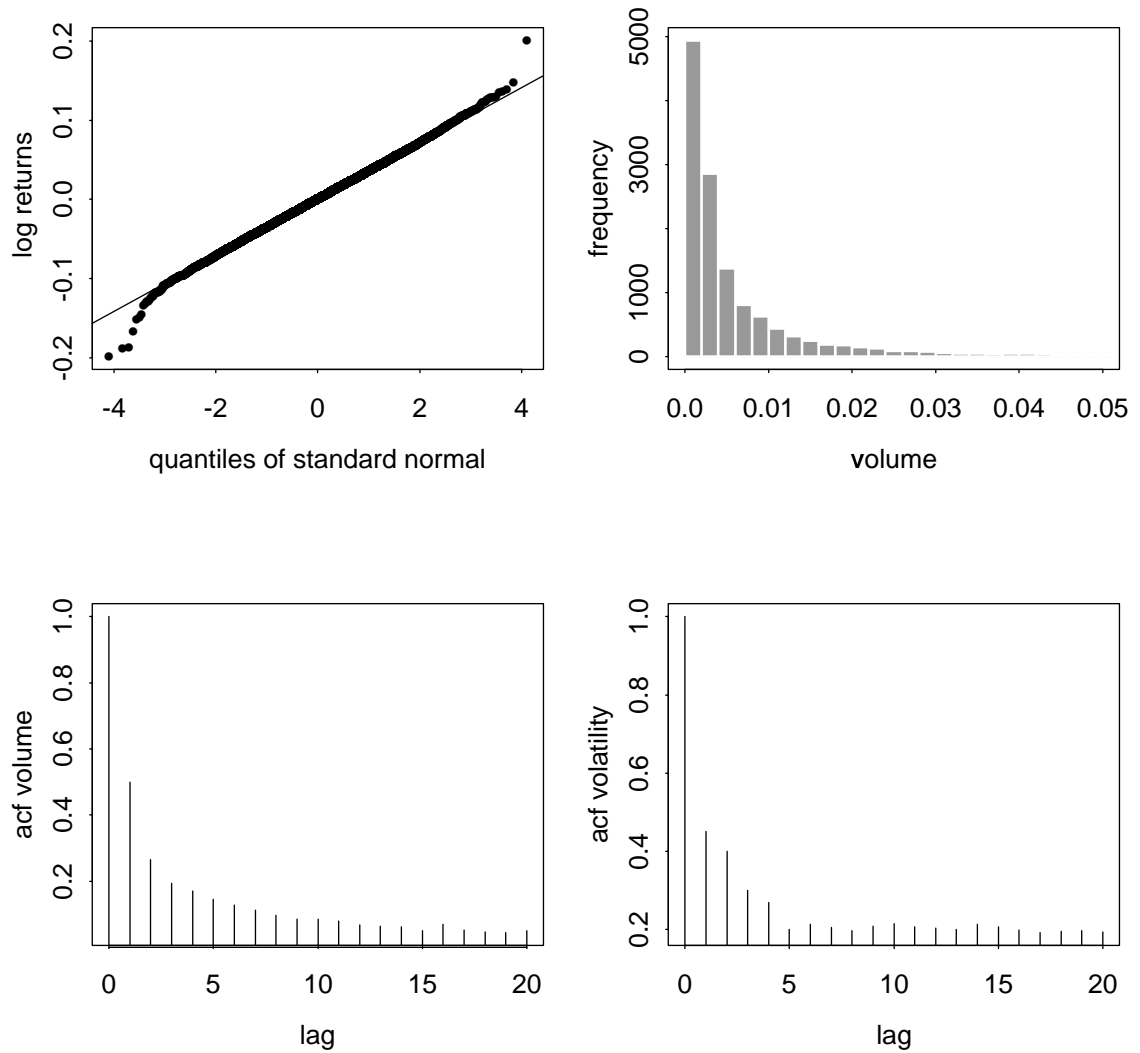 log returns
0.2
0.1
0.0
-0.1
-0.2
-4 -2 0 2 4
quantiles of standard normal
frequency
5000
3000
1000
0
0.0 0.01 0.02 0.03 0.04 0.05
volume
acf volume
1.0
0.8
0.6
0.4
0.2
0 5 10 15 20
lag
acf volatility
1.0
0.8
0.6
0.4
0.2
0 5 10 15 20
lag